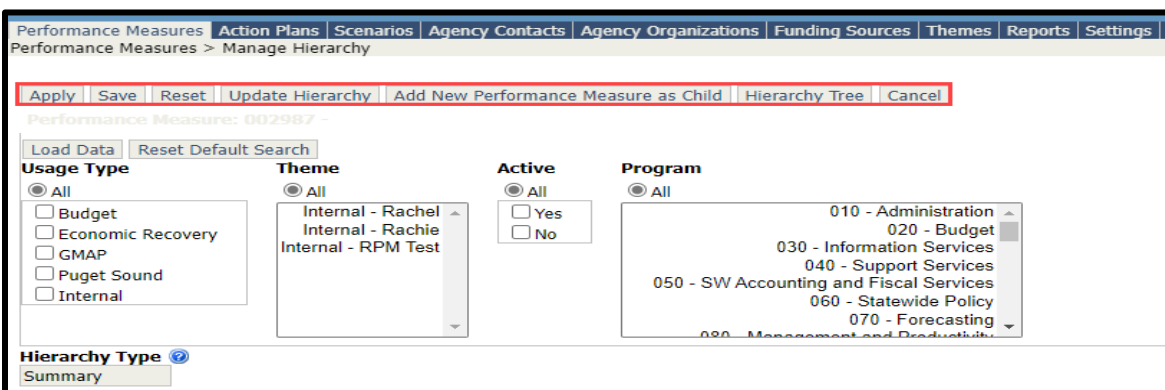 Performance Measures Action Plans Scenarios Agency Contacts Agency Organizations Funding Sources Themes Reports Settings
Performance Measures > Manage Hierarchy
Apply Save Reset Update Hierarchy Add New Performance Measure as Child Hierarchy Tree Cancel
Performance Measure: 002987 -
Load Data Reset Default Search
Usage Type Theme Active Program
All All All All
Budget Internal - Rachel Yes 010 - Administration
Economic Recovery Internal - Rachie No 020 - Budget
GMAP Internal - RPM Test 030 - Information Services
Puget Sound 040 - Support Services
Internal 050 - SW Accounting and Fiscal Services
060 - Statewide Policy
070 - Forecasting
080 - Management and Productivity
Hierarchy Type ?
Summary